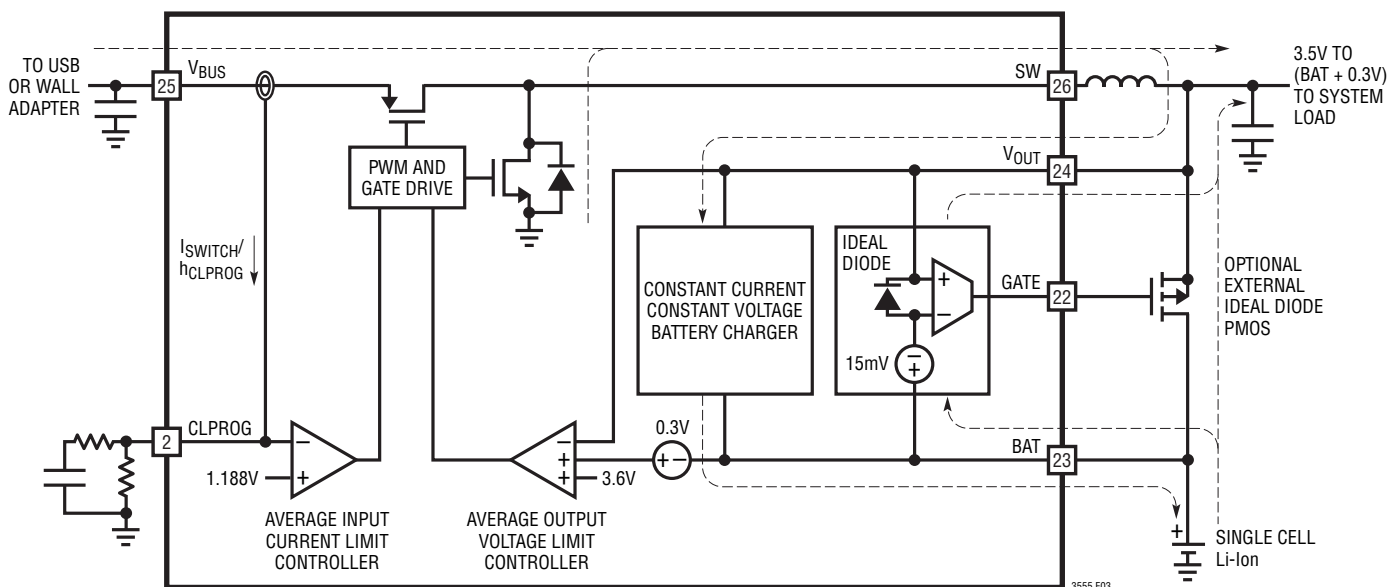 TO USB
OR WALL
ADAPTER
25
VBUS
SW
26
3.5V TO
(BAT + 0.3V)
TO SYSTEM
LOAD
PWM AND
GATE DRIVE
VOUT
24
ISWITCH/
hCLPROG
CONSTANT CURRENT
CONSTANT VOLTAGE
BATTERY CHARGER
IDEAL
DIODE
+
–
15mV
–
+
GATE
22
OPTIONAL
EXTERNAL
IDEAL DIODE
PMOS
2
CLPROG
–
+
1.188V
–
+
+
3.6V
0.3V
+ –
BAT
23
AVERAGE INPUT
CURRENT LIMIT
CONTROLLER
AVERAGE OUTPUT
VOLTAGE LIMIT
CONTROLLER
+
SINGLE CELL
Li-Ion
3555 F03